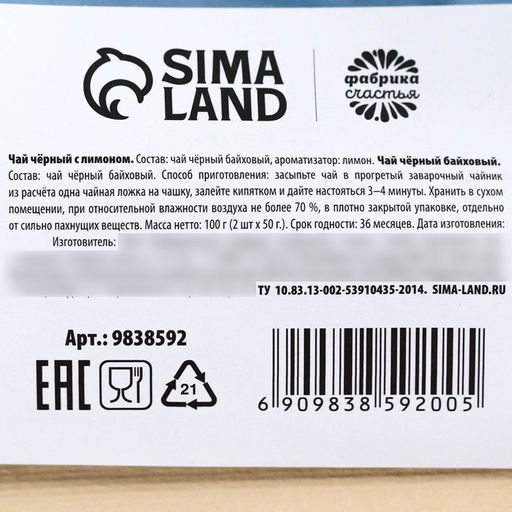 SIMA
LAND
фабрика
счастья
Чай чёрный с лимоном. Состав: чай чёрный байховый, ароматизатор: лимон. Чай чёрный байховый.
Состав: чай чёрный байховый. Способ приготовления: засыпьте чай в прогретый заварочный чайник
из расчёта одна чайная ложка на чашку, залейте кипятком и дайте настояться 3–4 минуты. Хранить в сухом
помещении, при относительной влажности воздуха не более 70 %, в плотно закрытой упаковке, отдельно
от сильно пахнущих веществ. Масса нетто: 100 г (2 шт х 50 г.). Срок годности: 36 месяцев. Дата изготовления:
Изготовитель:
ТУ 10.83.13-002-53910435-2014. SIMA-LAND.RU
Арт.: 9838592
EAC
21
6 909838 592005